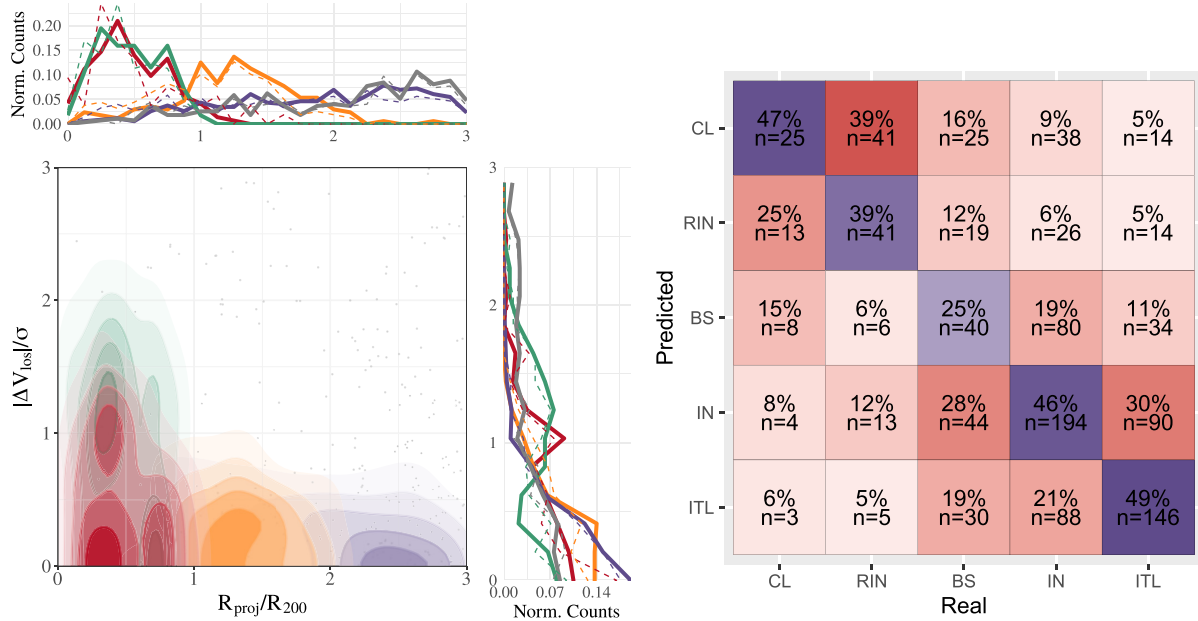 0.20
0.15
0.10
0.05
0.00
Norm. Counts
0 1 2 3
3
2
1
0
|ΔV_los|/σ
0 1 2 3
R_proj/R_200
3
2
1
0
0.00 0.07 0.14
Norm. Counts
Predicted
CL
47% 39% 16% 9% 5%
n=25 n=41 n=25 n=38 n=14
RIN
25% 39% 12% 6% 5%
n=13 n=41 n=19 n=26 n=14
BS
15% 6% 25% 19% 11%
n=8 n=6 n=40 n=80 n=34
IN
8% 12% 28% 46% 30%
n=4 n=13 n=44 n=194 n=90
ITL
6% 5% 19% 21% 49%
n=3 n=5 n=30 n=88 n=146
CL RIN BS IN ITL
Real